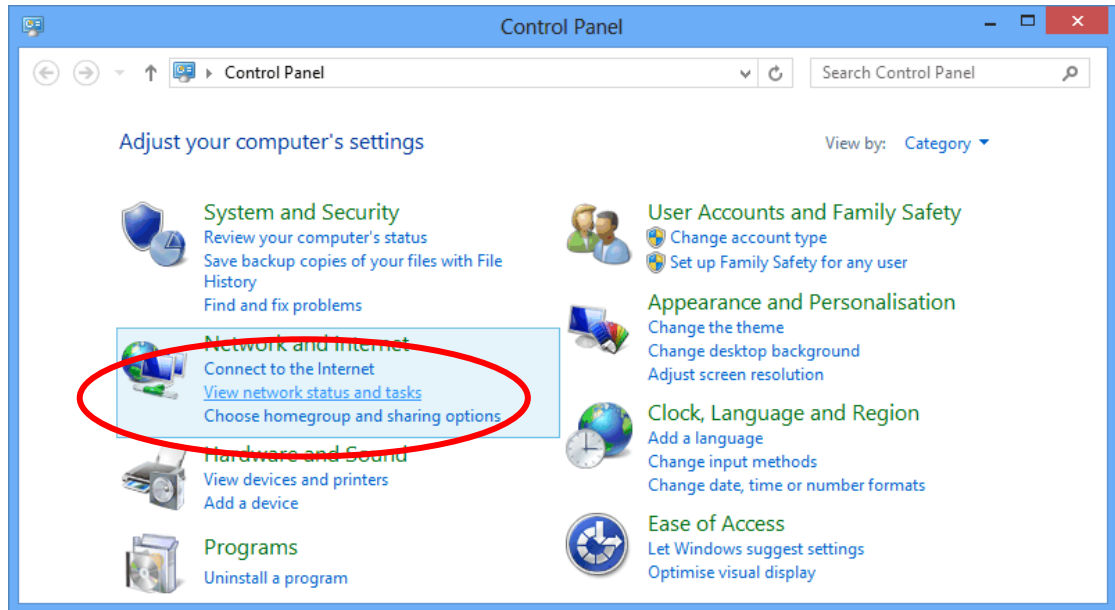 Control Panel
Control Panel
Search Control Panel
Adjust your computer's settings
View by: Category
System and Security
Review your computer's status
Save backup copies of your files with File
History
Find and fix problems
Network and Internet
Connect to the Internet
View network status and tasks
Choose homegroup and sharing options
Hardware and Sound
View devices and printers
Add a device
Programs
Uninstall a program
User Accounts and Family Safety
Change account type
Set up Family Safety for any user
Appearance and Personalisation
Change the theme
Change desktop background
Adjust screen resolution
Clock, Language and Region
Add a language
Change input methods
Change date, time or number formats
Ease of Access
Let Windows suggest settings
Optimise visual display